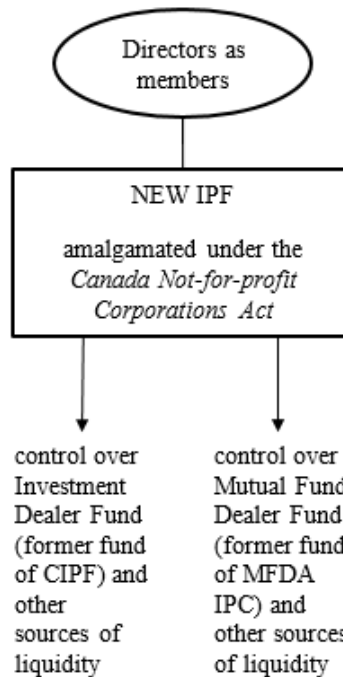 Directors as
members
NEW IPF
amalgamated under the
Canada Not-for-profit
Corporations Act
control over
Investment
Dealer Fund
(former fund
of CIPF) and
other
sources of
liquidity
control over
Mutual Fund
Dealer Fund
(former fund
of MFDA
IPC) and
other sources
of liquidity